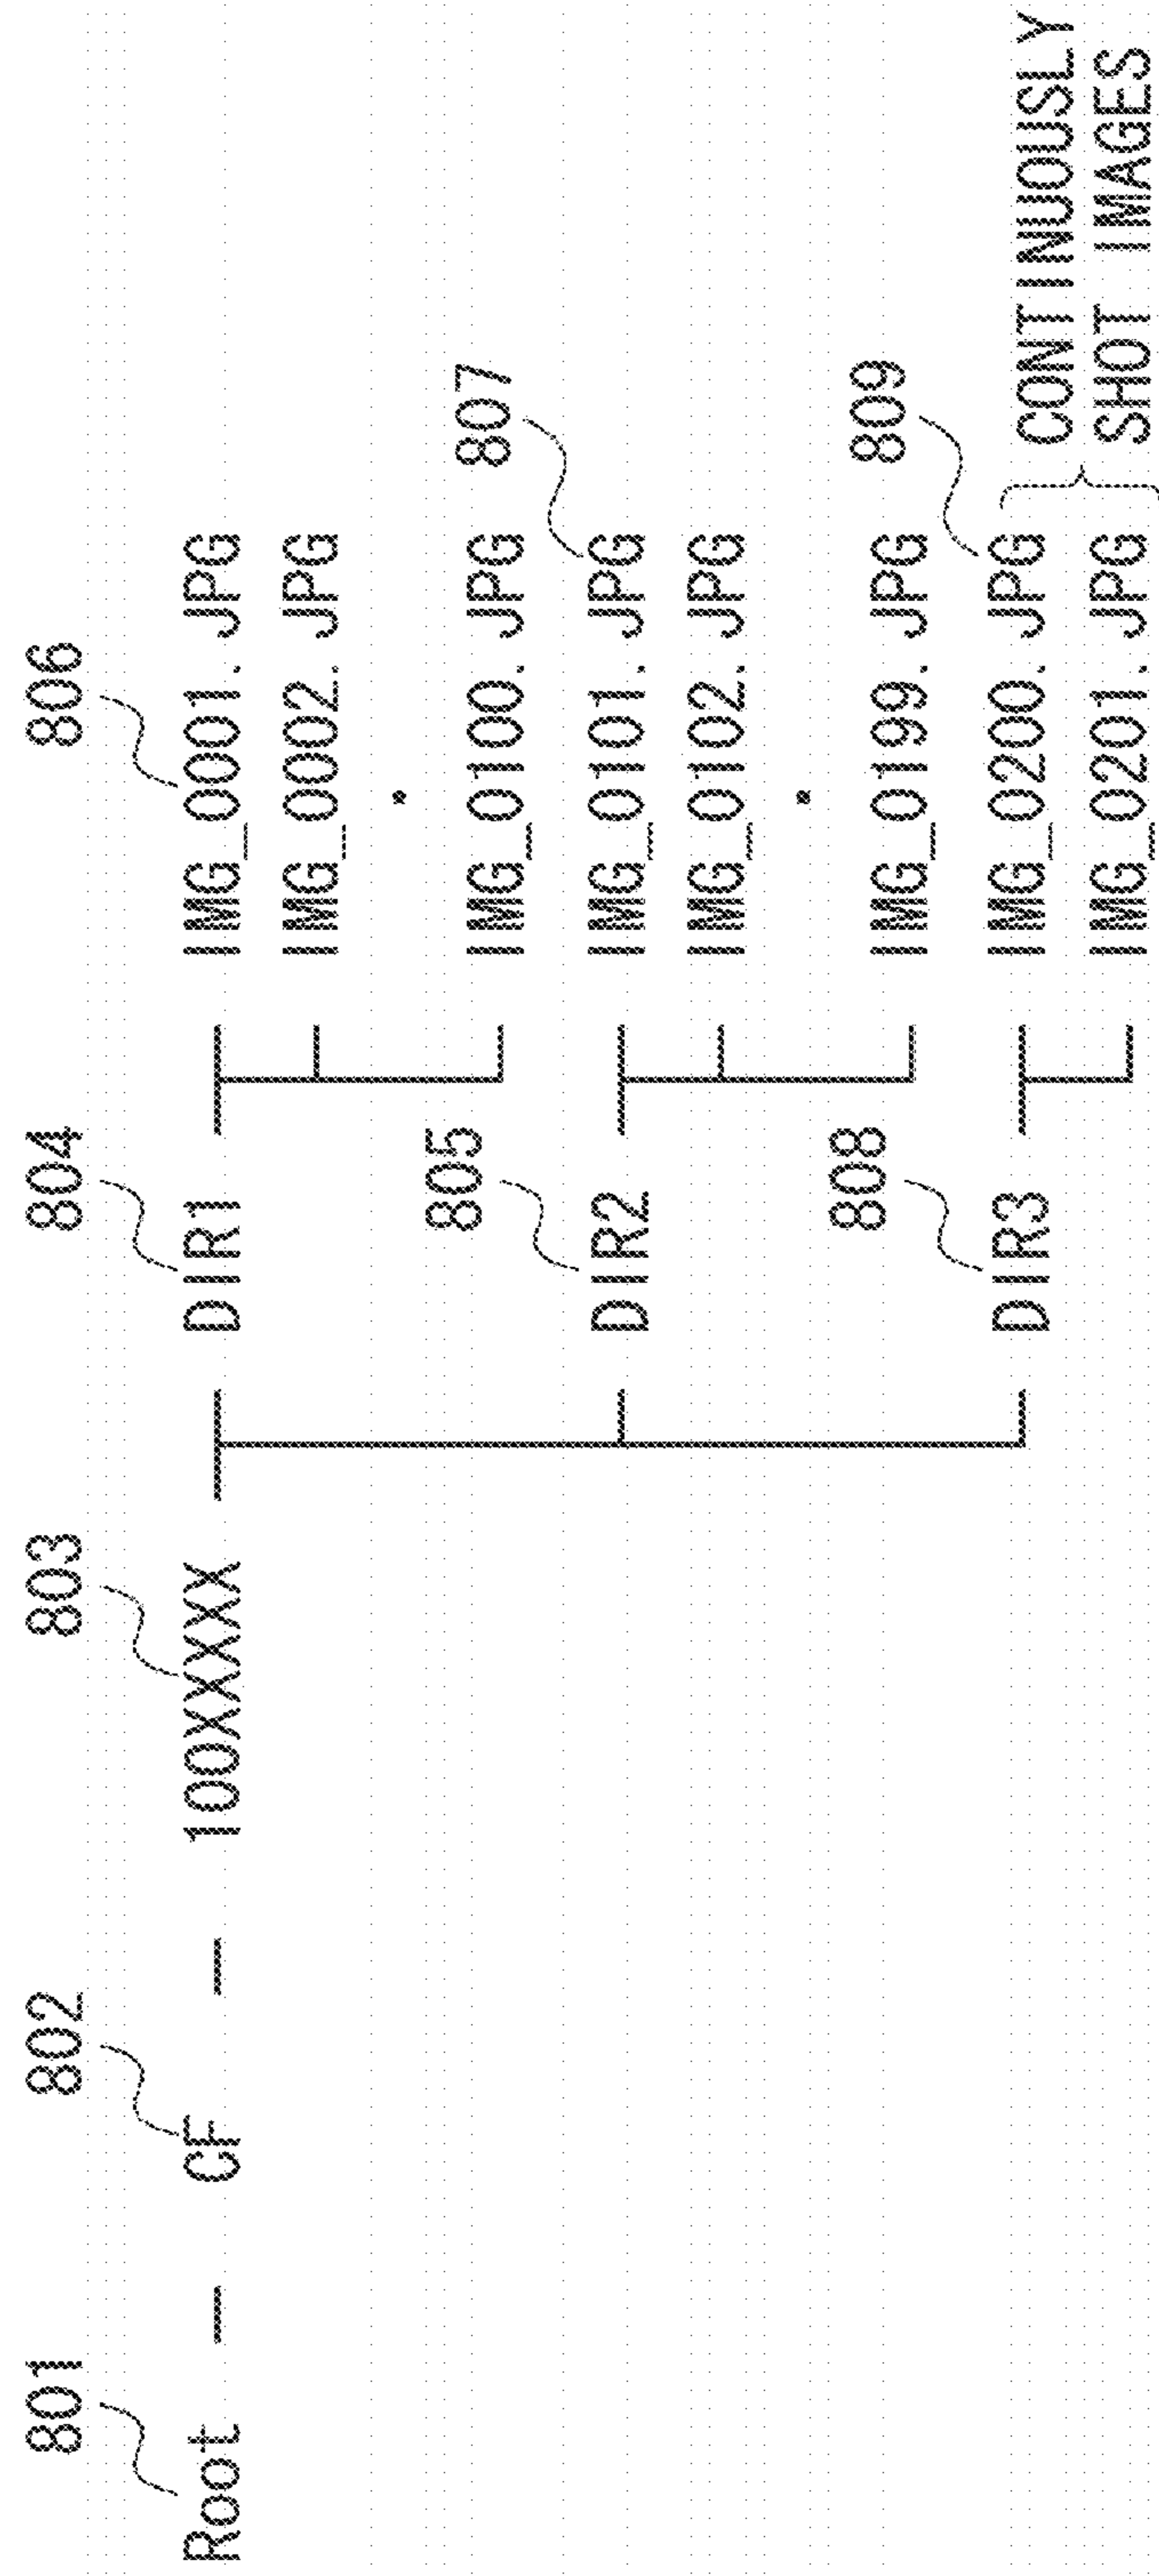 801
802
803
804
806
Root
CF
100XXXXX
DIR1
IMG_0001. JPG
IMG_0002. JPG
805
807
IMG_0100. JPG
DIR2
IMG_0101. JPG
IMG_0102. JPG
808
809
IMG_0199. JPG
DIR3
IMG_0200. JPG
IMG_0201. JPG
CONTINUOUSLY
SHOT IMAGES